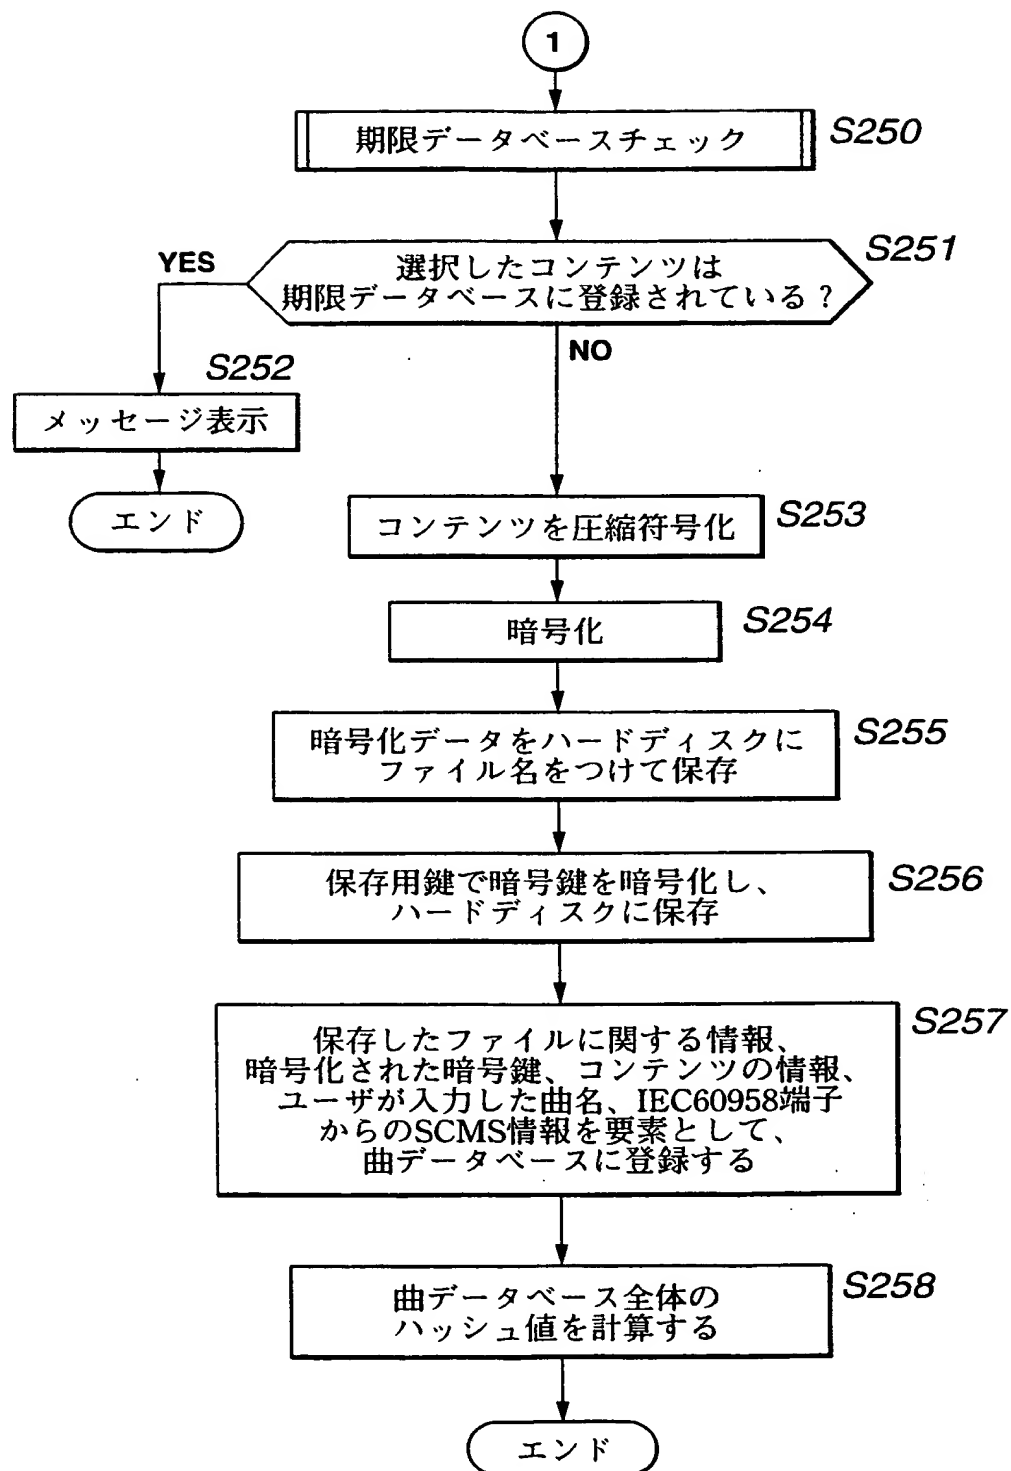 1
期限データベースチェック
S250
選択したコンテンツは
期限データベースに登録されている?
S251
YES
NO
S252
メッセージ表示
エンド
コンテンツを圧縮符号化
S253
暗号化
S254
暗号化データをハードディスクに
ファイル名をつけて保存
S255
保存用鍵で暗号鍵を暗号化し、
ハードディスクに保存
S256
保存したファイルに関する情報、
暗号化された暗号鍵、コンテンツの情報、
ユーザが入力した曲名、IEC60958端子
からのSCMS情報を要素として、
曲データベースに登録する
S257
曲データベース全体の
ハッシュ値を計算する
S258
エンド